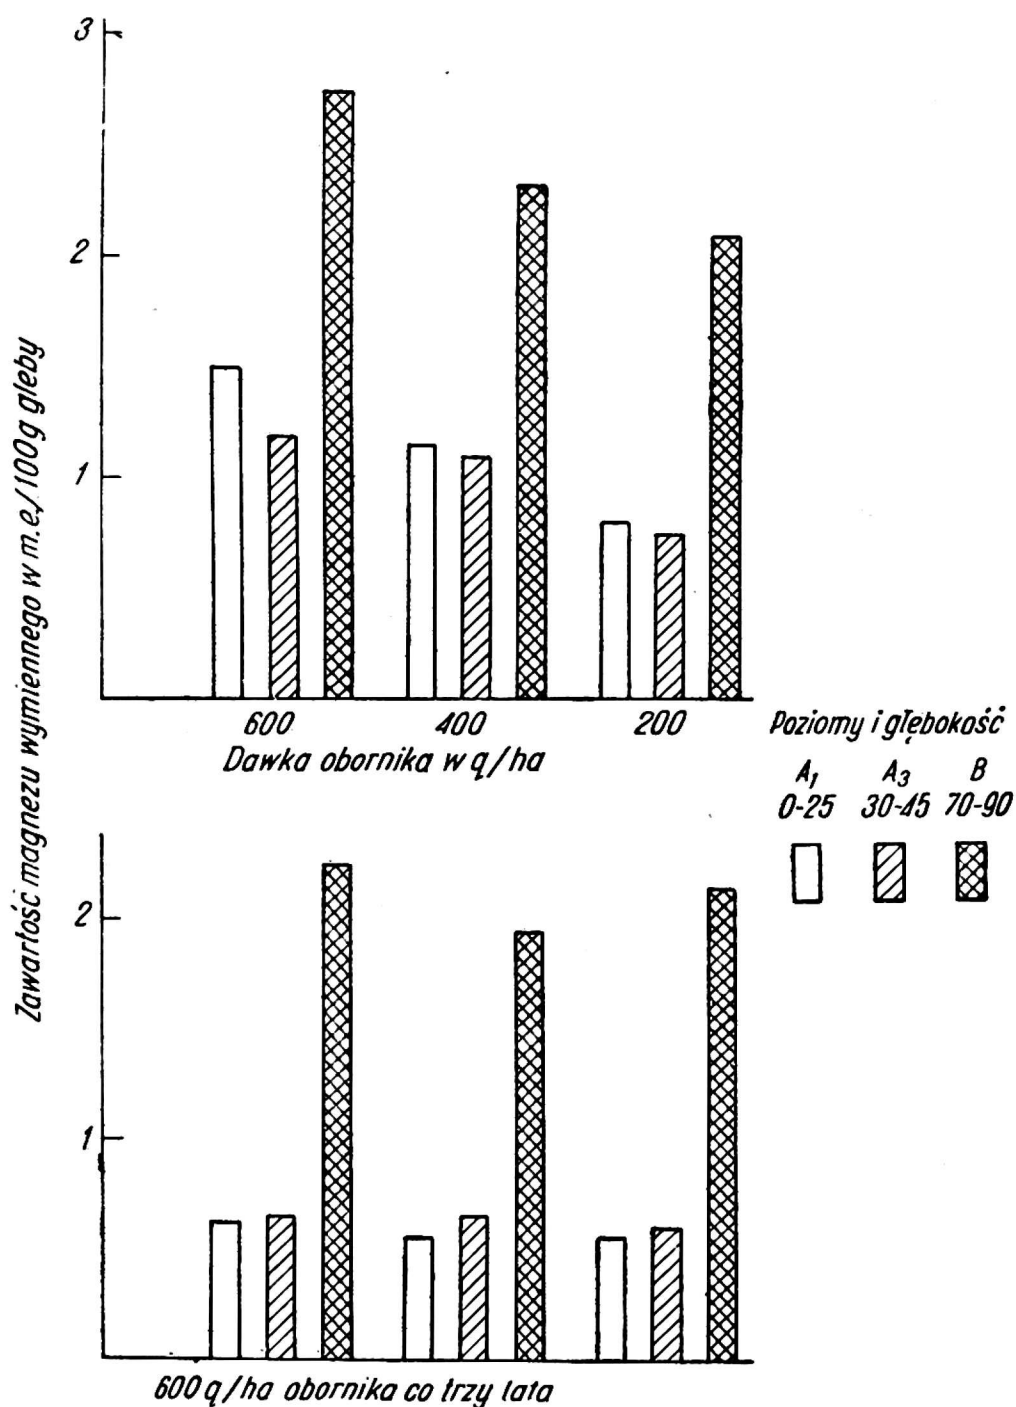 Zawartość magnezu wymiennego w m.e./100g gleby
3
2
1
600 400 200
Dawka obornika w q/ha
Poziomy i głębokość
A₁ A₃ B
0-25 30-45 70-90
2
1
600 q/ha obornika co trzy lata